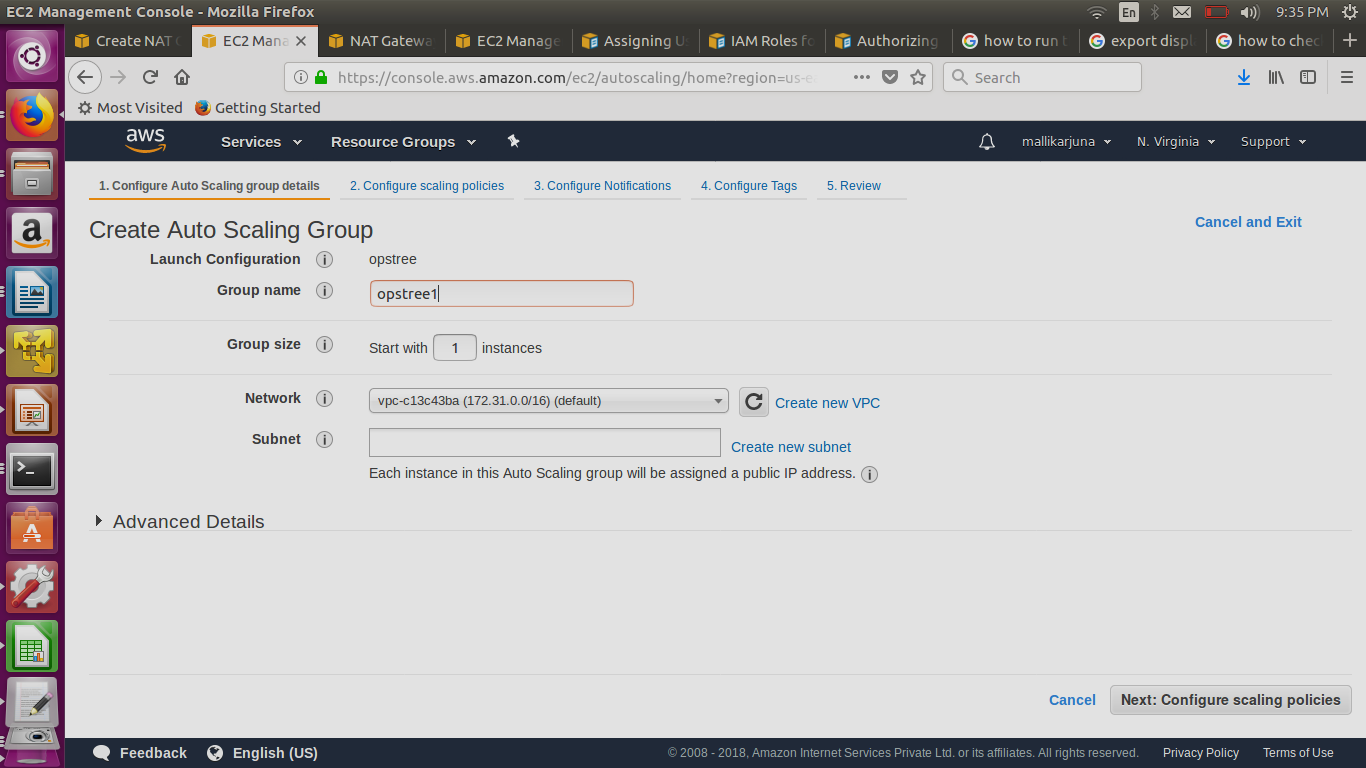 EC2 Management Console - Mozilla Firefox
En
9:35 PM
Create NAT
EC2 Mana
NAT Gatewa
EC2 Manage
Assigning
IAM Roles fo
Authorizing
how to run t
export displ
how to chec
https://console.aws.amazon.com/ec2/autoscaling/home?region=us-e
Search
Most Visited
Getting Started
aws
Services
Resource Groups
mallikarjuna
N. Virginia
Support
1. Configure Auto Scaling group details
2. Configure scaling policies
3. Configure Notifications
4. Configure Tags
5. Review
Create Auto Scaling Group
Cancel and Exit
Launch Configuration
opstree
Group name
opstree1
Group size
Start with 1 instances
Network
vpc-c13c43ba (172.31.0.0/16) (default)
Create new VPC
Subnet
Create new subnet
Each instance in this Auto Scaling group will be assigned a public IP address.
Advanced Details
Cancel
Next: Configure scaling policies
Feedback
English (US)
© 2008 - 2018, Amazon Internet Services Private Ltd. or its affiliates. All rights reserved.
Privacy Policy
Terms of Use